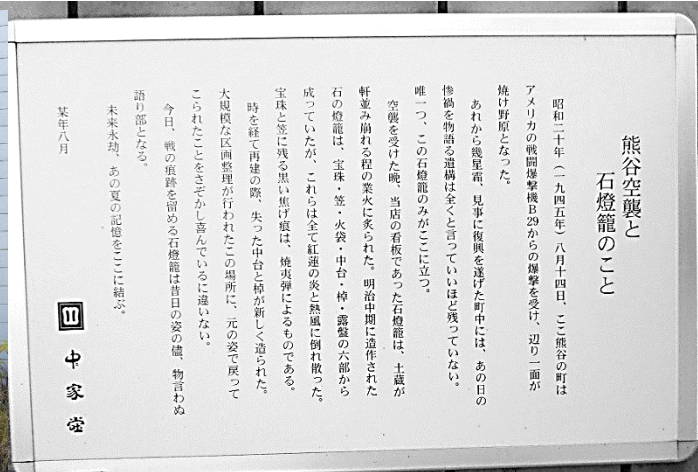 熊谷空襲と
石燈籠のこと
昭和二十年（一九四五年）八月十四日、ここ熊谷の町は
アメリカの戦闘爆撃機B29からの爆撃を受け、辺り一面が
焼け野原となった。
あれから幾星霜、見事に復興を遂げた町中には、あの日の
惨禍を物語る遺構は全くと言っていいほど残っていない。
唯一つ、この石燈籠のみがここに立つ。
空襲を受けた晩、当店の看板であった石燈籠は、土蔵が
軒並み崩れる程の業火に炙られた。明治中期に造作された
石の燈籠は、宝珠・笠・火袋・中台・棹・露盤の六部から
成っていたが、これらは全て紅蓮の炎と熱風に倒れ散った。
宝珠と笠に残る黒い焦げ痕は、焼夷弾によるものである。
時を経て再建の際、失った中台と棹が新しく造られた。
大規模な区画整理が行われたこの場所に、元の姿で戻って
こられたことをさぞかし喜んでいるに違いない。
今日、戦の痕跡を留める石燈籠は昔日の姿の儘、物言わぬ
語り部となる。
未来永劫、あの夏の記憶をここに結ぶ。
某年八月
中家堂